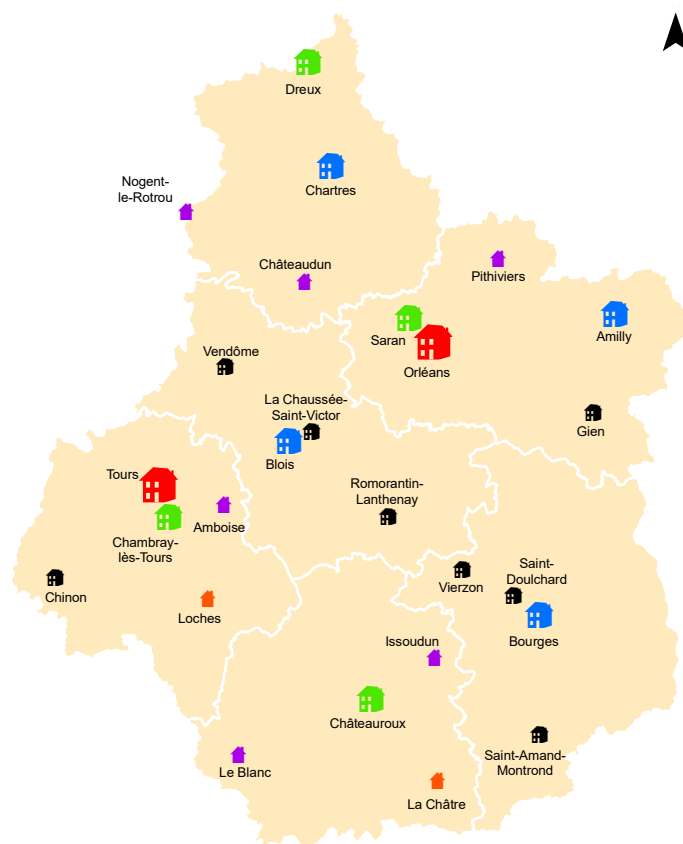 Dreux
Chartres
Nogent-
le-Rotrou
Châteaudun
Pithiviers
Saran
Orléans
Amilly
Vendôme
La Chaussée-
Saint-Victor
Blois
Gien
Tours
Amboise
Chambray-
lès-Tours
Romorantin-
Lanthenay
Chinon
Loches
Vierzon
Saint-
Doulchard
Bourges
Issoudun
Châteauroux
Le Blanc
La Châtre
Saint-Amand-
Montrond